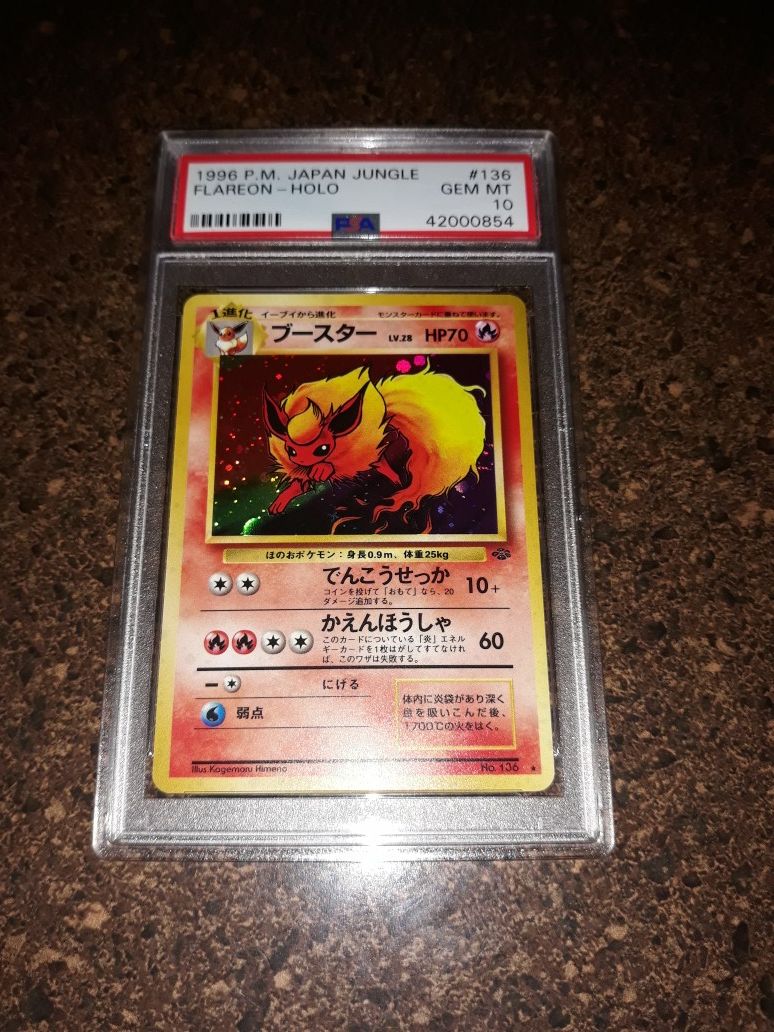 1996 P.M. JAPAN JUNGLE #136
FLAREON - HOLO GEM MT
10
PSA 42000854
1進化 イーブイから進化 モンスターカードに重ねて使います。
ブースター LV.28 HP70
ほのおポケモン：身長0.9m、体重25kg
でんこうせっか 10+
コインを投げて「おもて」なら、20
ダメージ追加する。
かえんほうしゃ 60
このカードについている「炎」エネル
ギーカードを1枚はがしてすてなけれ
ば、このワザは失敗する。
にげる
弱点
体内に炎袋があり深く
息を吸いこんだ後、
1700℃の火をはく。
Illus.Kagemaru Himeno No.136 ★